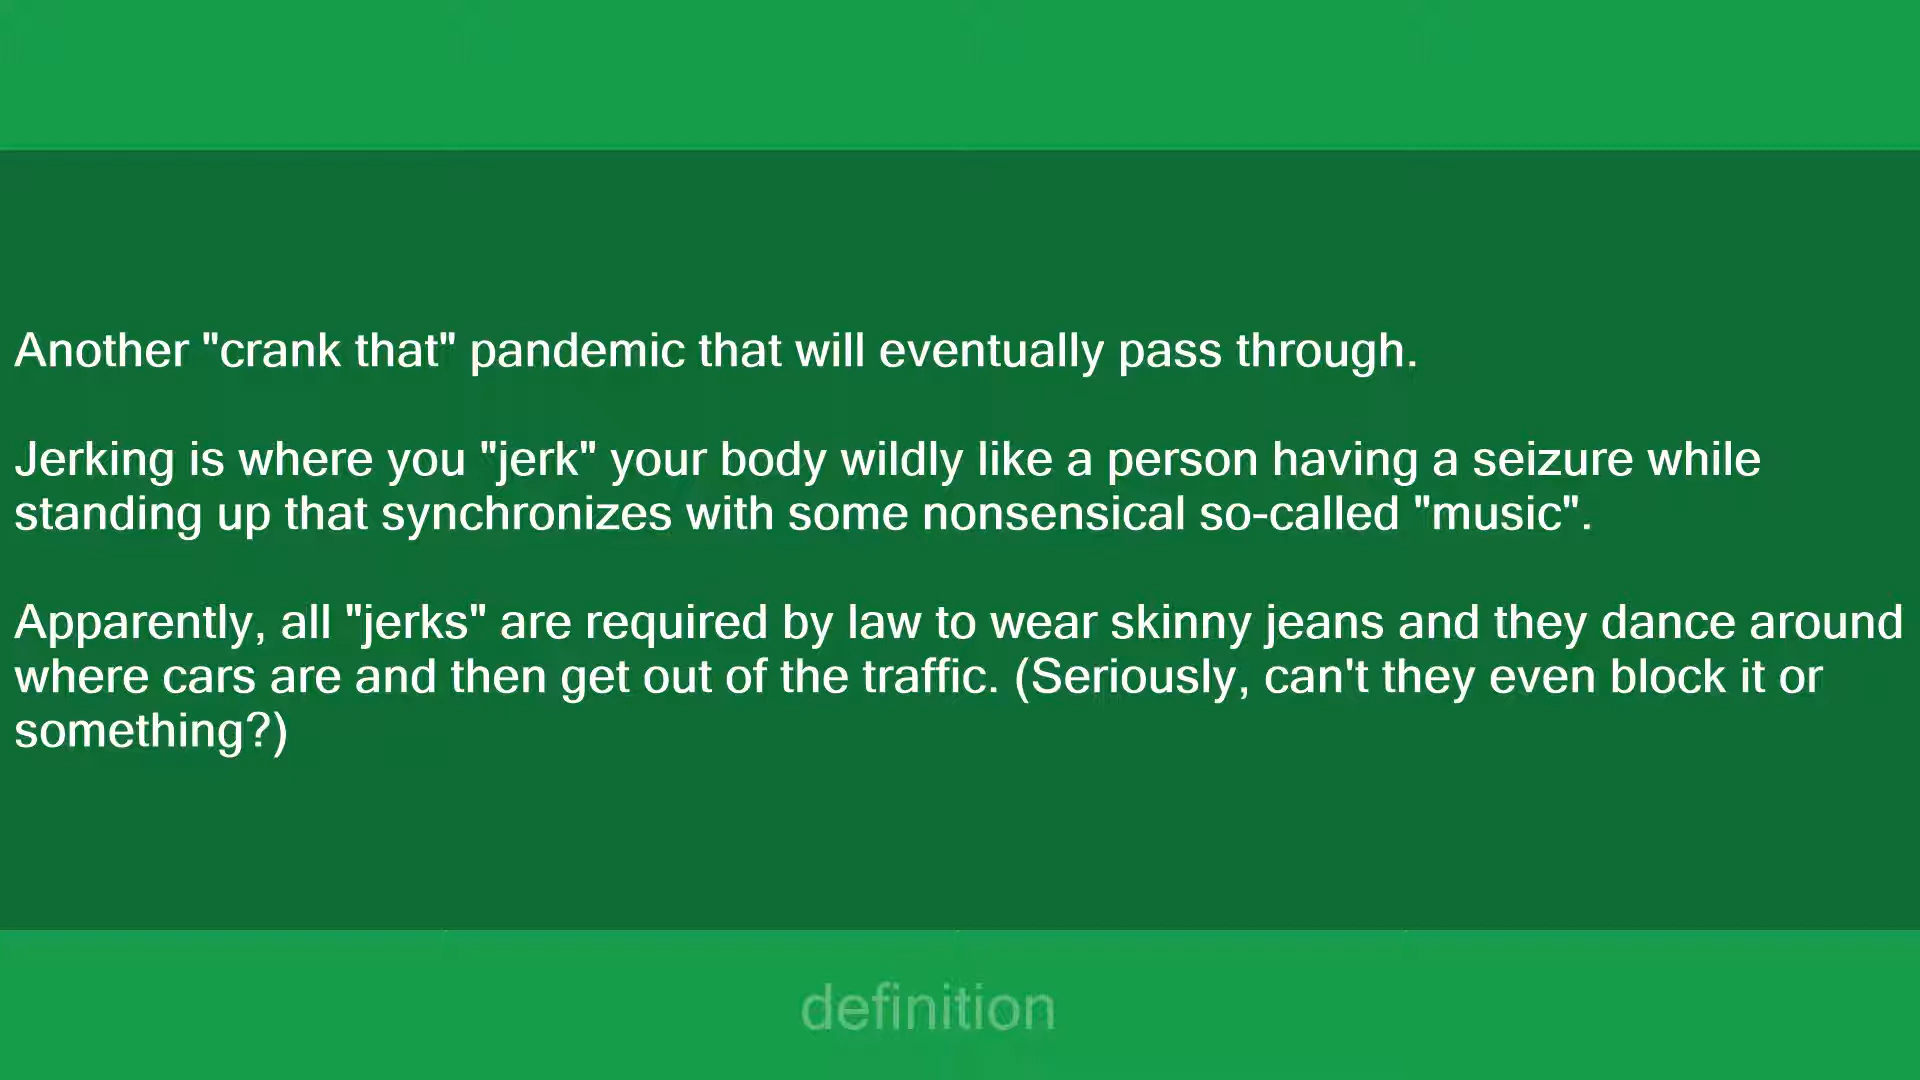 Another "crank that" pandemic that will eventually pass through.
Jerking is where you "jerk" your body wildly like a person having a seizure while
standing up that synchronizes with some nonsensical so-called "music".
Apparently, all "jerks" are required by law to wear skinny jeans and they dance around
where cars are and then get out of the traffic. (Seriously, can't they even block it or
something?)
definition